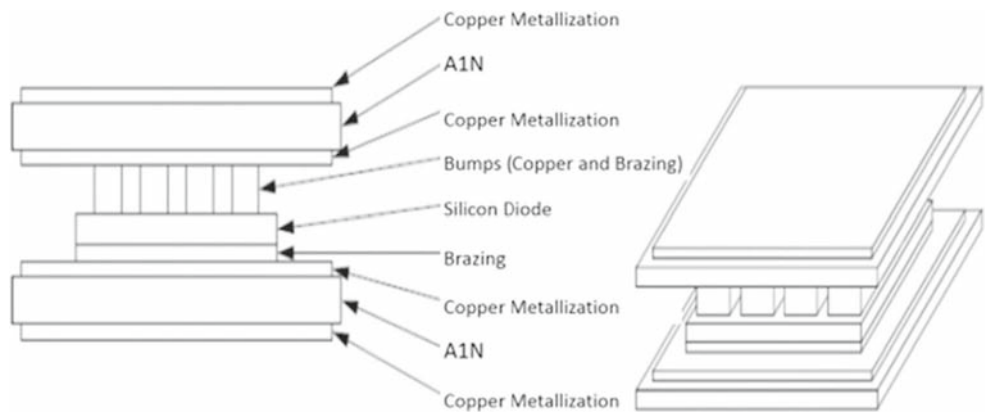 Copper Metallization
A1N
Copper Metallization
Bumps (Copper and Brazing)
Silicon Diode
Brazing
Copper Metallization
A1N
Copper Metallization